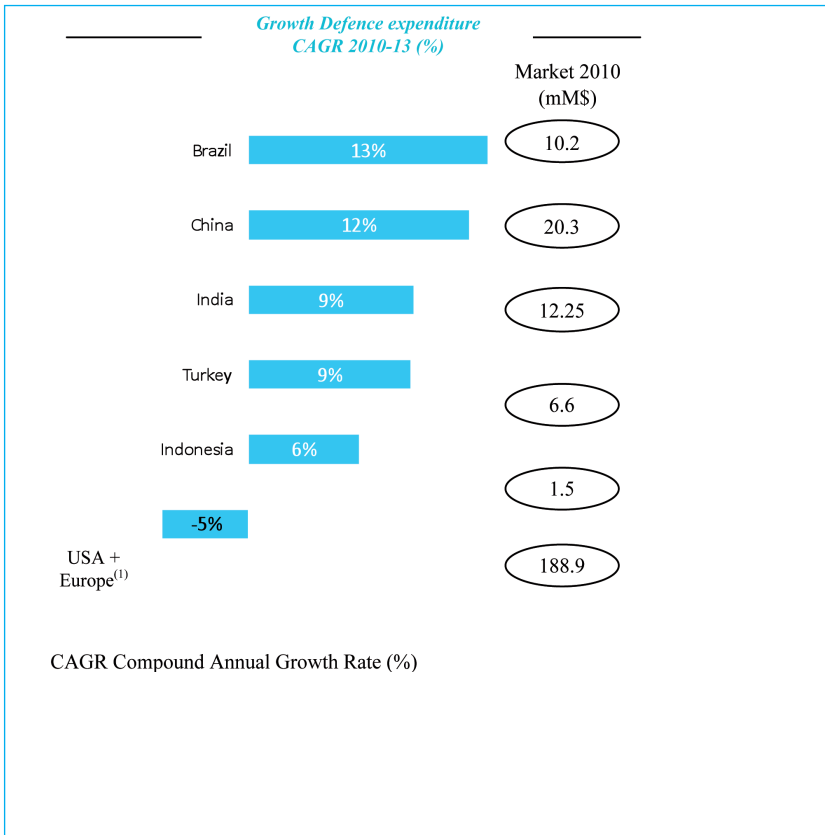 Growth Defence expenditure
CAGR 2010-13 (%)
Market 2010
(mM$)
Brazil 13% 10.2
China 12% 20.3
India 9% 12.25
Turkey 9% 6.6
Indonesia 6% 1.5
-5%
USA +
Europe(1) 188.9
CAGR Compound Annual Growth Rate (%)